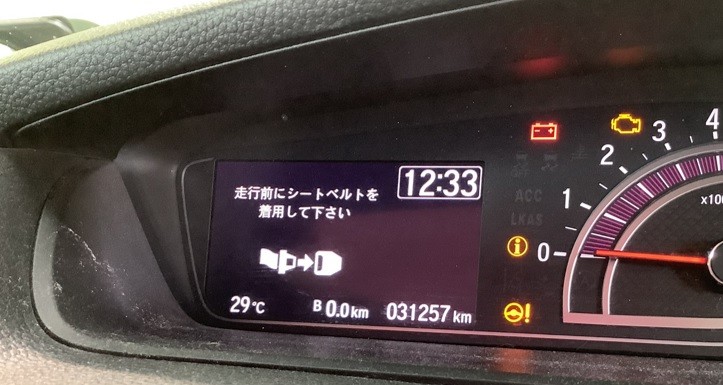 走行前にシートベルトを
着用して下さい
12:33
29℃
B 0.0km
031257 km
ACC
LKAS
0
1
2
3
4